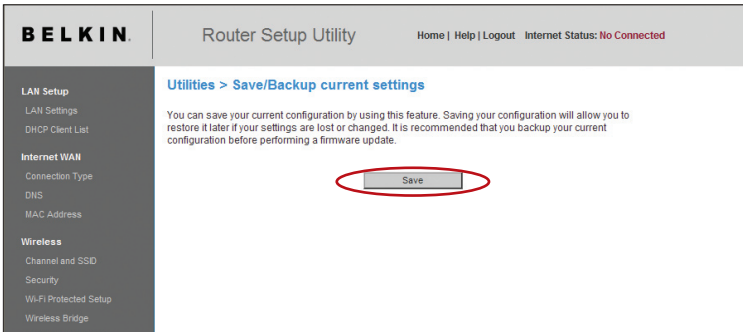 BELKIN.
Router Setup Utility
Home | Help | Logout Internet Status: No Connected
LAN Setup
LAN Settings
DHCP Client List
Internet WAN
Connection Type
DNS
MAC Address
Wireless
Channel and SSID
Security
Wi-Fi Protected Setup
Wireless Bridge
Utilities > Save/Backup current settings
You can save your current configuration by using this feature. Saving your configuration will allow you to
restore it later if your settings are lost or changed. It is recommended that you backup your current
configuration before performing a firmware update.
Save